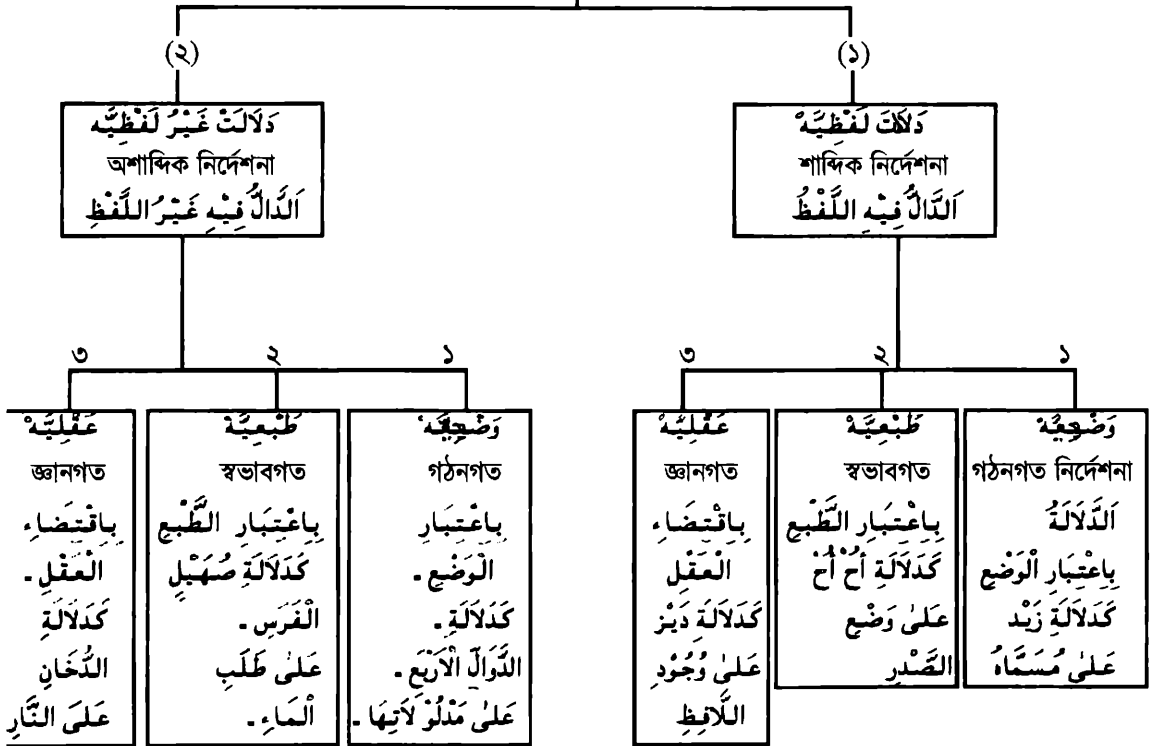 (১)
دَلَالَتْ لَفْظِيَّهْ
শাব্দিক নির্দেশনা
اَلدَّالُّ فِيْهِ اللَّفْظُ
১
وَضْعِيَّهْ
গঠনগত নির্দেশনা
اَلدَّلَالَةُ
بِاعْتِبَارِ الْوَضْعِ
كَدَلَالَةِ زَيْد
عَلٰى مُسَمَّاهُ
২
طَبْعِيَّهْ
স্বভাবগত
بِاعْتِبَارِ الطَّبْعِ
كَدَلَالَةِ أُحْ أُحْ
عَلٰى وَضْعِ
الصَّدْرِ
৩
عَقْلِيَّهْ
জ্ঞানগত
بِاقْتِضَاءِ
الْعَقْلِ
كَدَلَالَةِ دَيْز
عَلٰى وُجُوْدِ
اللَّافِظِ
(২)
دَلَالَتْ غَيْرُ لَفْظِيَّه
অশাব্দিক নির্দেশনা
اَلدَّالُّ فِيْهِ غَيْرُ اللَّفْظِ
১
وَضْعِيَّهْ
গঠনগত
بِاعْتِبَارِ
الْوَضْعِ ـ
كَدَلَالَةِ ـ
الدَّوَالِّ الْاَرْبَعِ ـ
عَلٰى مَدْلُوْ لَاتِهَا ـ
২
طَبْعِيَّة
স্বভাবগত
بِاعْتِبَارِ الطَّبْعِ
كَدَلَالَةِ صُهَيْلِ
الْفَرَسِ ـ
عَلٰى طَلَبِ
الْمَاءِ ـ
৩
عَقْلِيَّهْ
জ্ঞানগত
بِاقْتِضَاءِ
الْعَقْلِ ـ
كَدَلَالَةِ
الدُّخَانِ
عَلَى النَّارِ